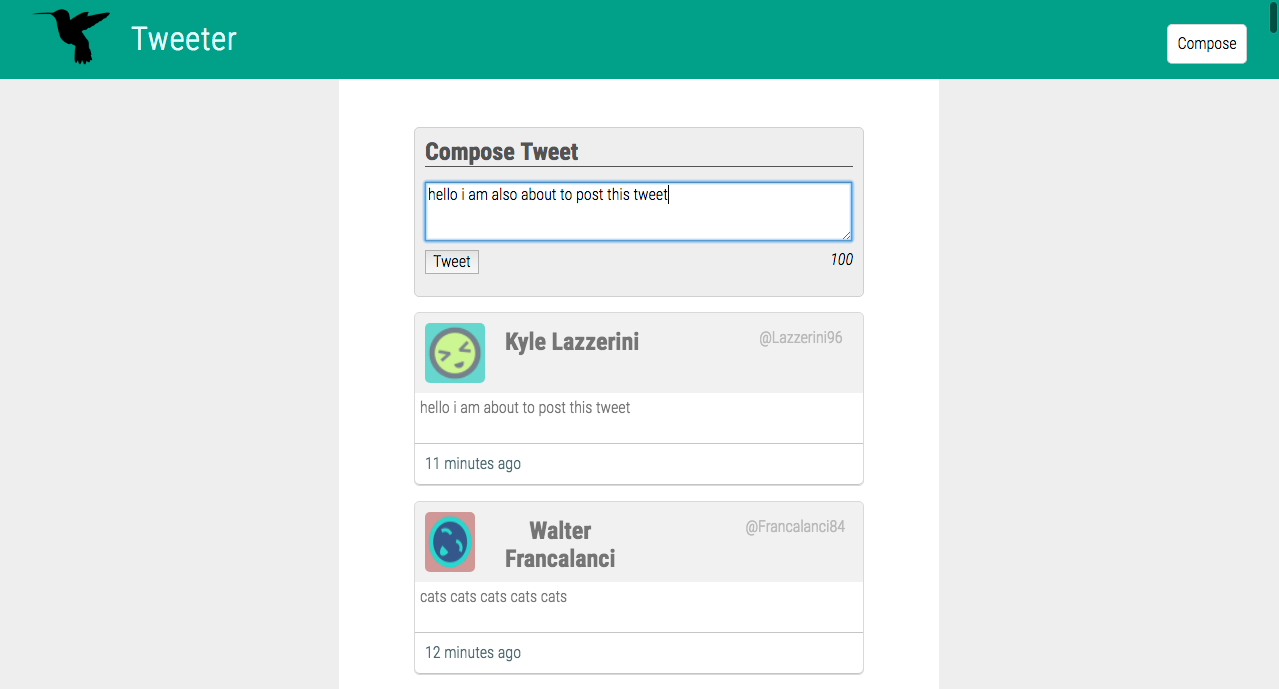 Tweeter
Compose
Compose Tweet
hello i am also about to post this tweet
Tweet
100
Kyle Lazzerini
@Lazzerini96
hello i am about to post this tweet
11 minutes ago
Walter
Francalanci
@Francalanci84
cats cats cats cats cats
12 minutes ago